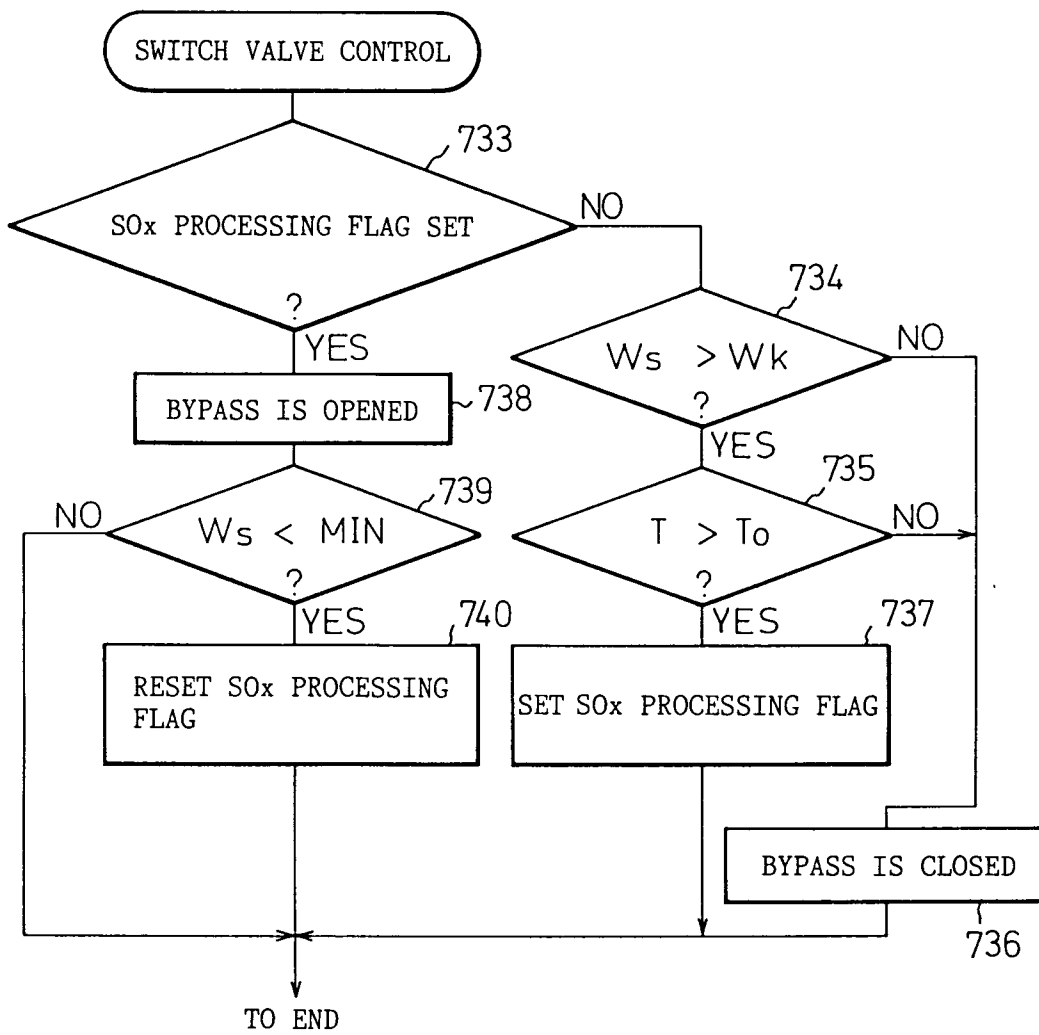 SWITCH VALVE CONTROL
733
SOx PROCESSING FLAG SET
?
NO
YES
734
Ws > Wk
?
NO
YES
BYPASS IS OPENED
738
739
NO
Ws < MIN
?
YES
735
T > To
?
NO
YES
740
RESET SOx PROCESSING
FLAG
737
SET SOx PROCESSING FLAG
BYPASS IS CLOSED
736
TO END